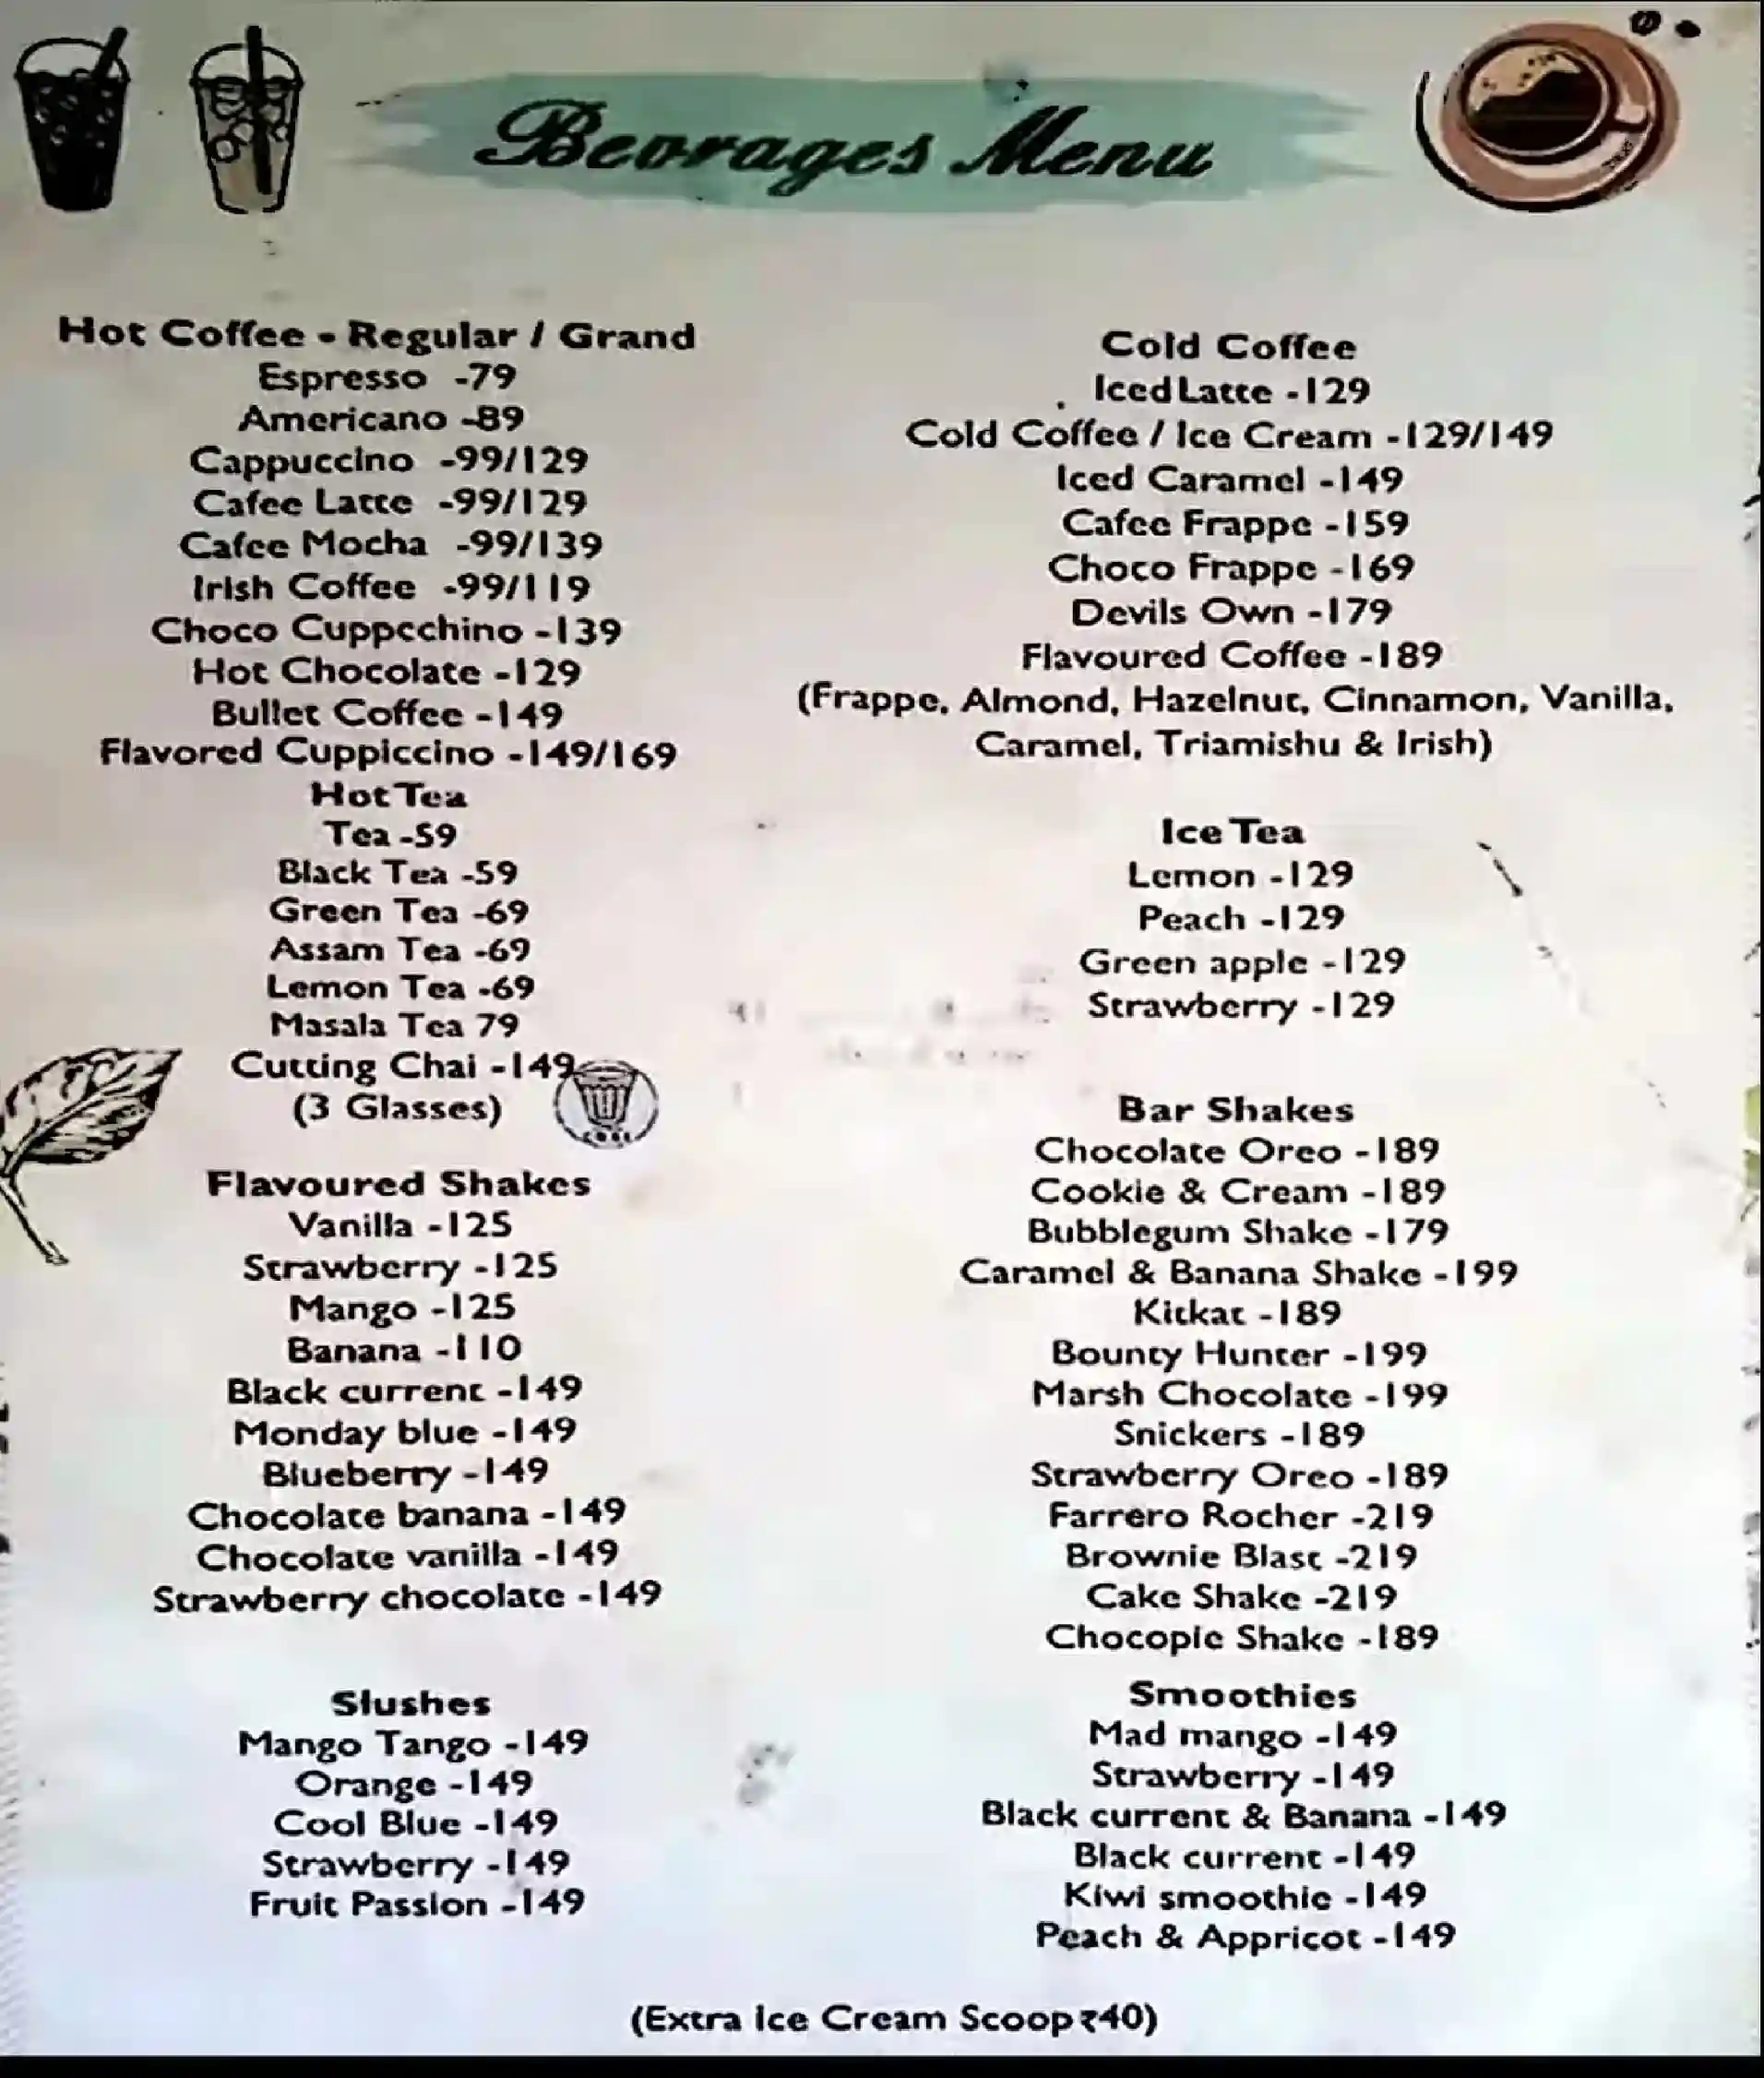 Bevrages Menu
Hot Coffee - Regular / Grand
Espresso -79
Americano -89
Cappuccino -99/129
Cafee Latte -99/129
Cafee Mocha -99/139
Irish Coffee -99/119
Choco Cuppechino -139
Hot Chocolate -129
Bullet Coffee -149
Flavored Cuppiccino -149/169
Hot Tea
Tea -59
Black Tea -59
Green Tea -69
Assam Tea -69
Lemon Tea -69
Masala Tea 79
Cutting Chai -149
(3 Glasses)
Flavoured Shakes
Vanilla -125
Strawberry -125
Mango -125
Banana -110
Black current -149
Monday blue -149
Blueberry -149
Chocolate banana -149
Chocolate vanilla -149
Strawberry chocolate -149
Slushes
Mango Tango -149
Orange -149
Cool Blue -149
Strawberry -149
Fruit Passion -149
Cold Coffee
Iced Latte -129
Cold Coffee / Ice Cream -129/149
Iced Caramel -149
Cafee Frappe -159
Choco Frappe -169
Devils Own -179
Flavoured Coffee -189
(Frappe, Almond, Hazelnut, Cinnamon, Vanilla,
Caramel, Triamishu & Irish)
Ice Tea
Lemon -129
Peach -129
Green apple -129
Strawberry -129
Bar Shakes
Chocolate Oreo -189
Cookie & Cream -189
Bubblegum Shake -179
Caramel & Banana Shake -199
Kitkat -189
Bounty Hunter -199
Marsh Chocolate -199
Snickers -189
Strawberry Oreo -189
Farrero Rocher -219
Brownie Blast -219
Cake Shake -219
Chocopie Shake -189
Smoothies
Mad mango -149
Strawberry -149
Black current & Banana -149
Black current -149
Kiwi smoothie -149
Peach & Appricot -149
(Extra Ice Cream Scoop ₹40)